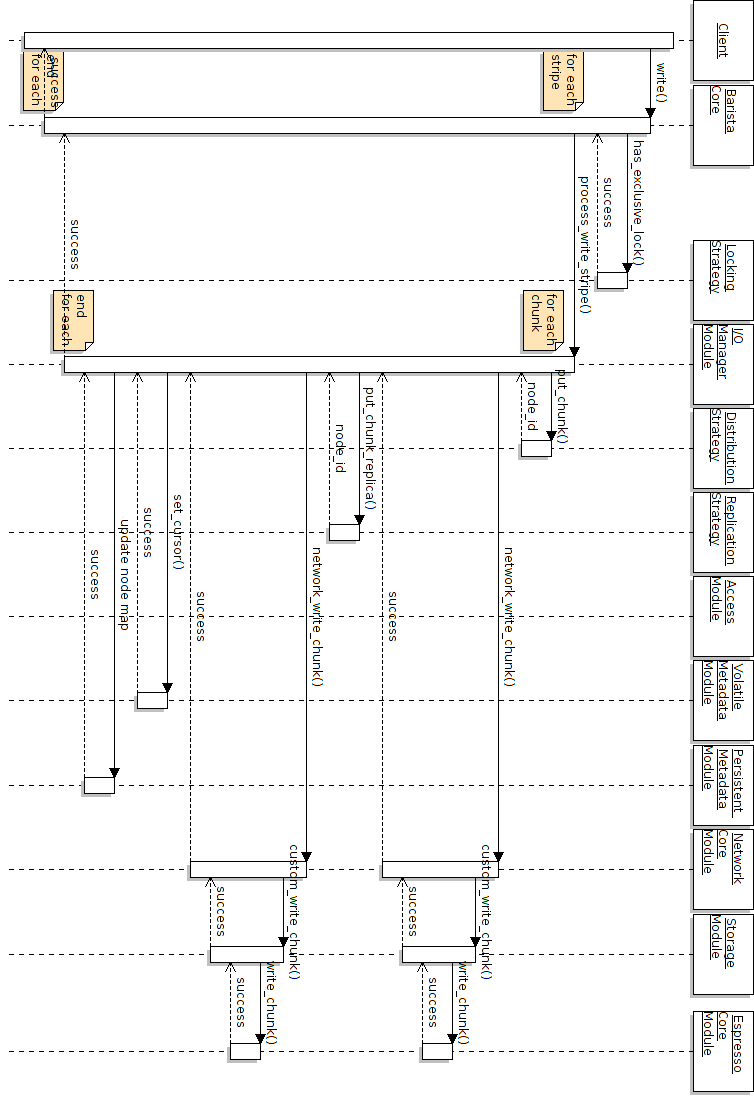 Client
Barista
Core
Locking
Strategy
I/O
Manager
Module
Distribution
Strategy
Replication
Strategy
Access
Module
Volatile
Metadata
Module
Persistent
Metadata
Module
Network
Core
Module
Storage
Module
Espresso
Core
Module
write()
has_exclusive_lock()
success
for each
stripe
process_write_stripe()
for each
chunk
put_chunk()
node_id
network_write_chunk()
custom_write_chunk()
write_chunk()
success
success
success
put_chunk_replica()
node_id
network_write_chunk()
custom_write_chunk()
write_chunk()
success
success
success
set_cursor()
success
update node map
success
end
for each
success
end
for each
success